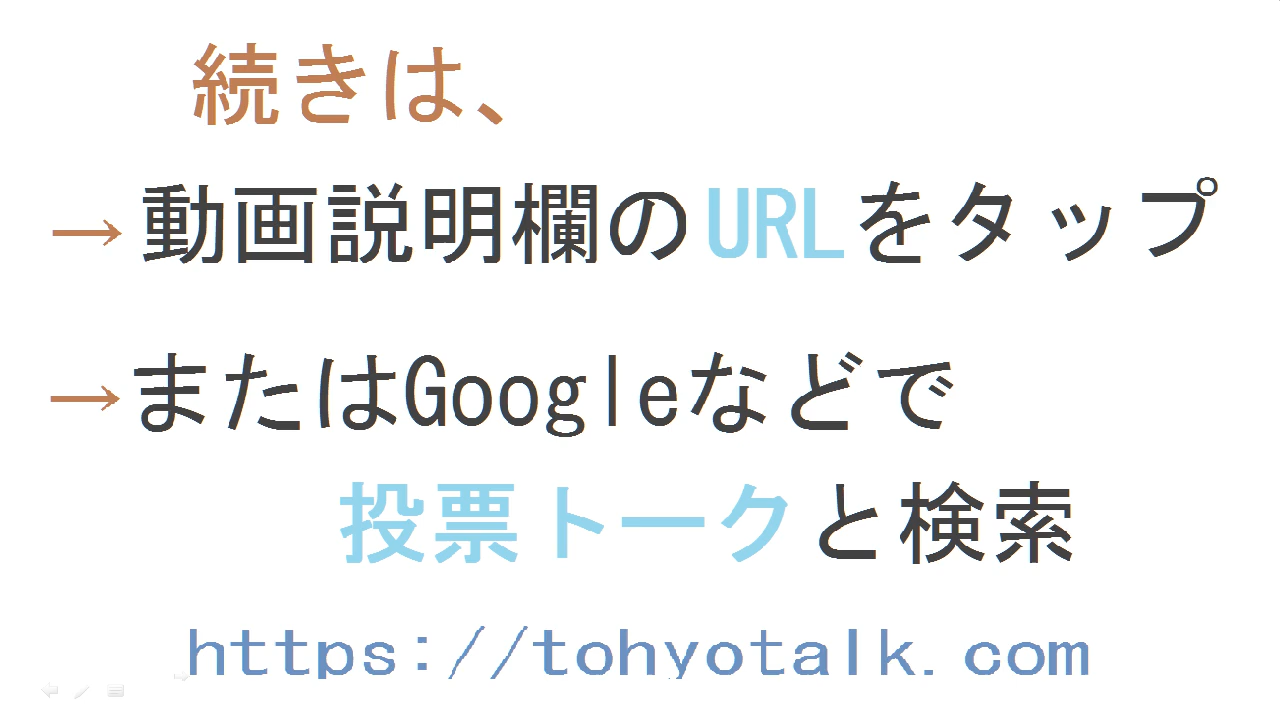 続きは、
→動画説明欄のURLをタップ
→またはGoogleなどで
投票トークと検索
https://tohyotalk.com